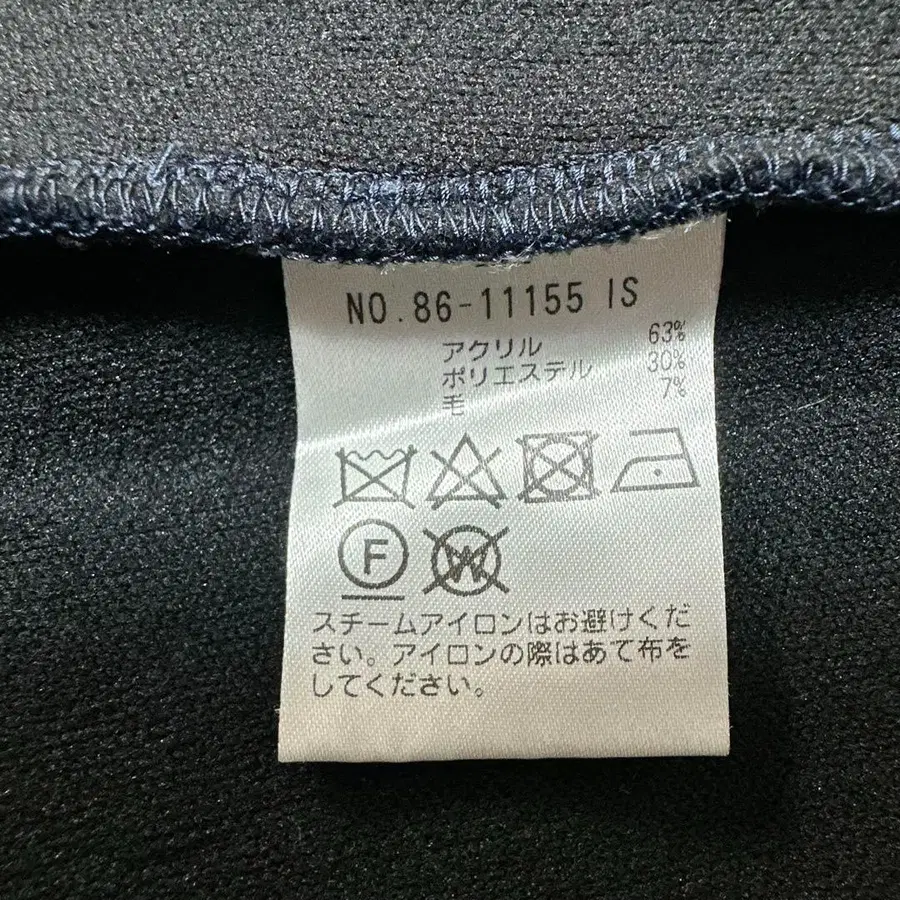 NO.86-11155 IS
アクリル 63%
ポリエステル 30%
毛 7%
F W
スチームアイロンはお避けくだ
さい。アイロンの際はあて布を
してください。